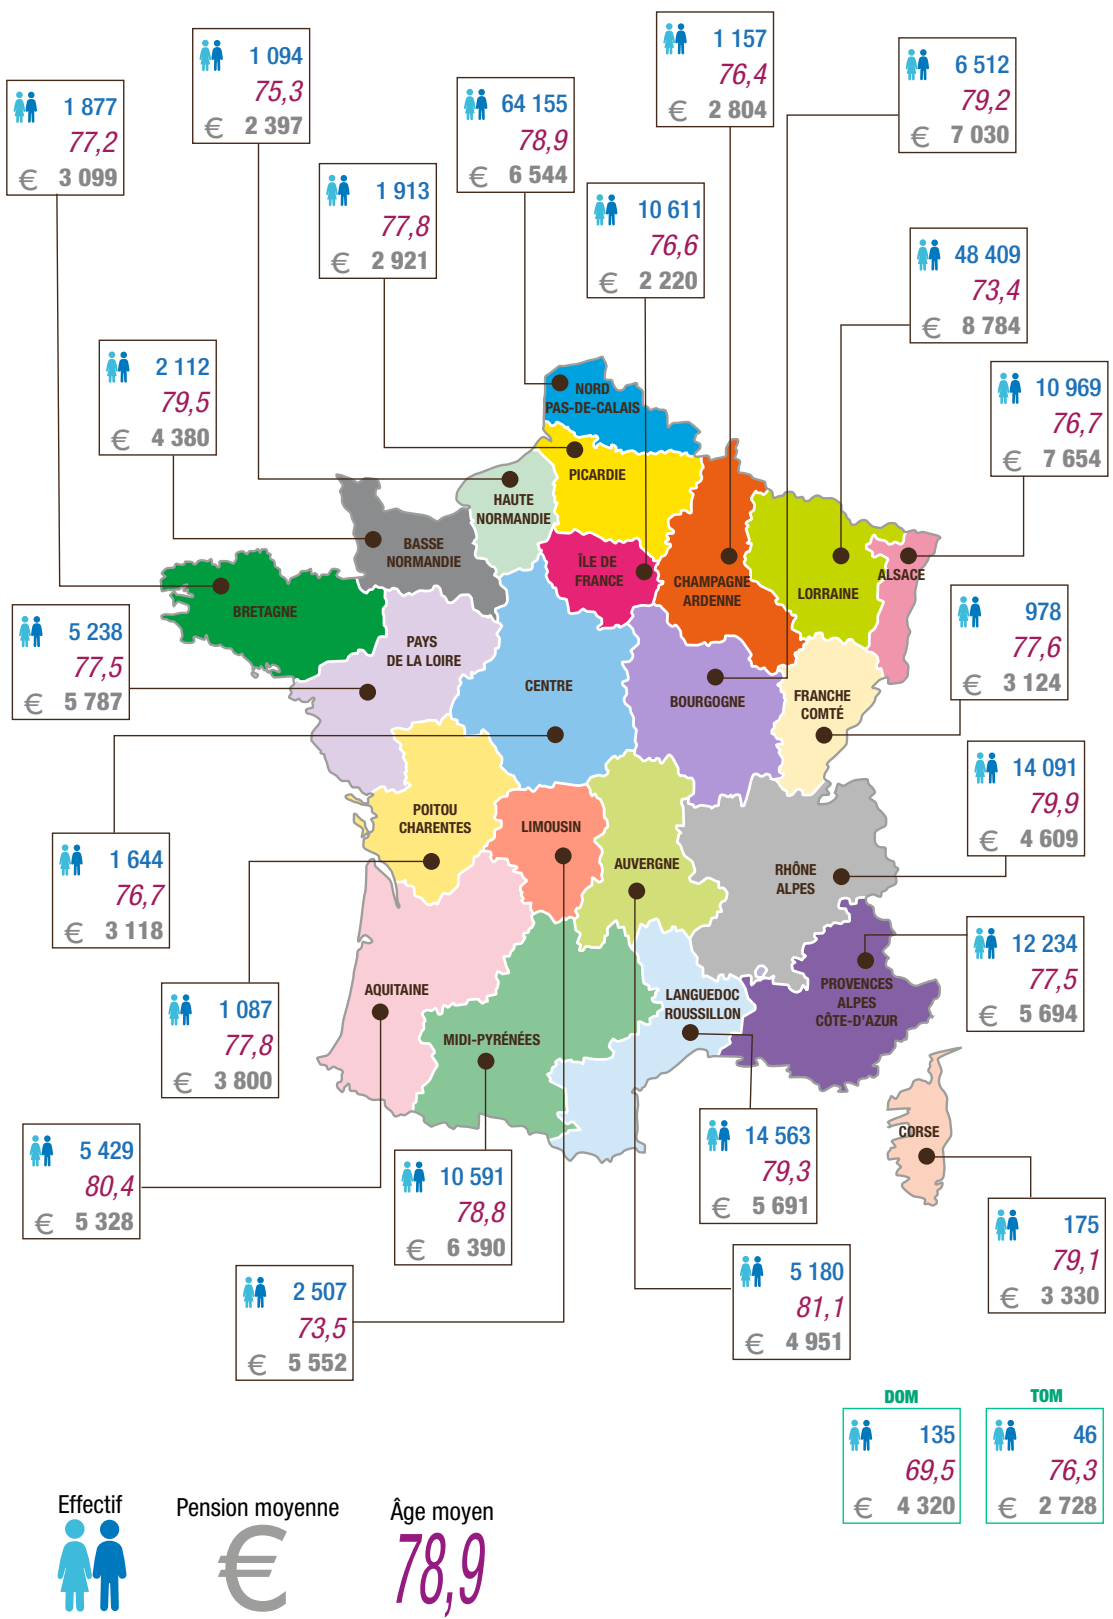 1 094
75,3
€ 2 397
1 157
76,4
€ 2 804
6 512
79,2
€ 7 030
1 877
77,2
€ 3 099
64 155
78,9
€ 6 544
1 913
77,8
€ 2 921
10 611
76,6
€ 2 220
48 409
73,4
€ 8 784
2 112
79,5
€ 4 380
10 969
76,7
€ 7 654
NORD
PAS-DE-CALAIS
PICARDIE
HAUTE
NORMANDIE
BASSE
NORMANDIE
ÎLE DE
FRANCE
CHAMPAGNE
ARDENNE
LORRAINE
ALSACE
BRETAGNE
5 238
77,5
€ 5 787
PAYS
DE LA LOIRE
CENTRE
BOURGOGNE
FRANCHE
COMTÉ
978
77,6
€ 3 124
14 091
79,9
€ 4 609
POITOU
CHARENTES
LIMOUSIN
AUVERGNE
RHÔNE
ALPES
1 644
76,7
€ 3 118
12 234
77,5
€ 5 694
1 087
77,8
€ 3 800
AQUITAINE
MIDI-PYRÉNÉES
LANGUEDOC
ROUSSILLON
PROVENCES
ALPES
CÔTE-D'AZUR
CORSE
5 429
80,4
€ 5 328
10 591
78,8
€ 6 390
14 563
79,3
€ 5 691
175
79,1
€ 3 330
2 507
73,5
€ 5 552
5 180
81,1
€ 4 951
DOM
135
69,5
€ 4 320
TOM
46
76,3
€ 2 728
Effectif
Pension moyenne
€
Âge moyen
78,9